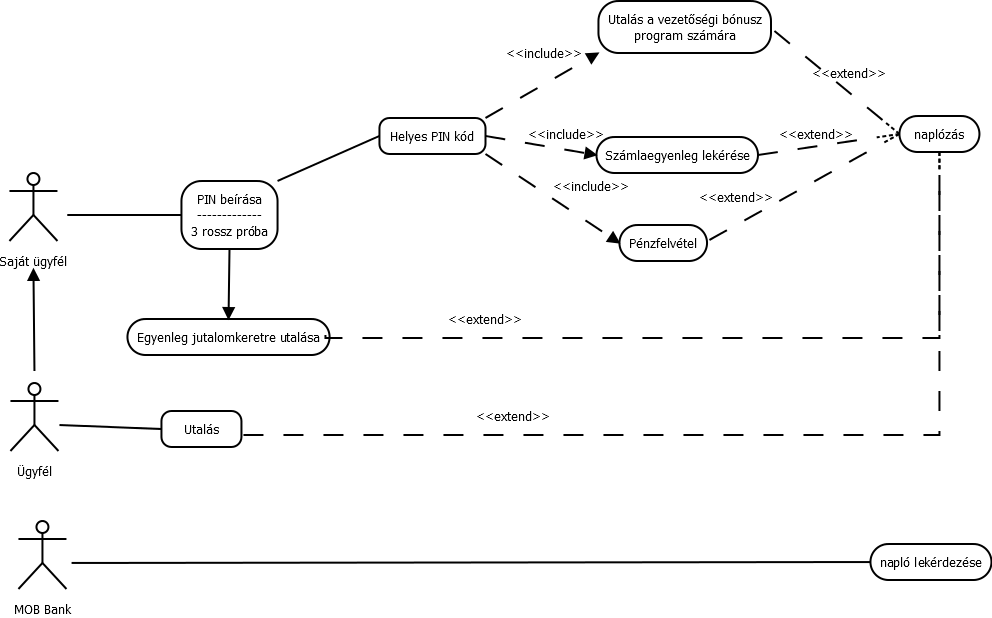 Utalás a vezetőségi bónusz
program számára
<<include>>
<<extend>>
Helyes PIN kód
<<include>>
<<extend>>
naplózás
Számlaegyenleg lekérése
<<include>>
<<extend>>
PIN beírása
-------------
3 rossz próba
Pénzfelvétel
Saját ügyfél
<<extend>>
Egyenleg jutalomkeretre utalása
<<extend>>
Utalás
Ügyfél
napló lekérdezése
MOB Bank